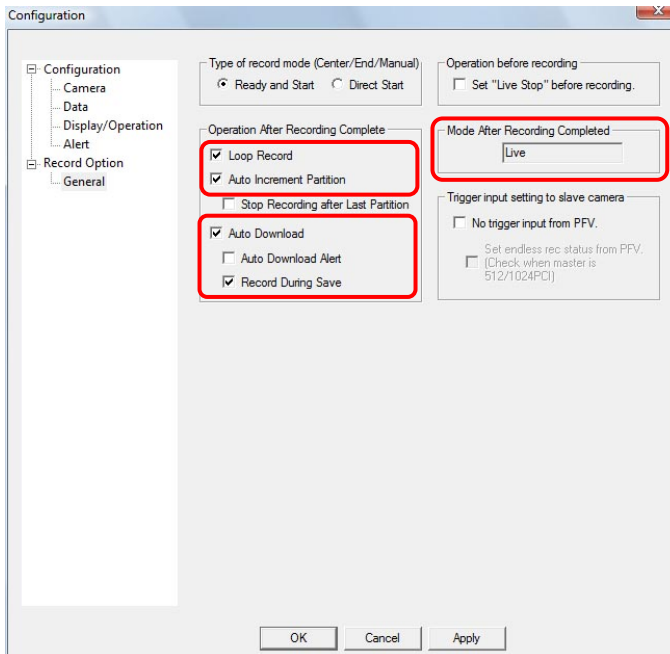 Configuration
Configuration
Camera
Data
Display/Operation
Alert
Record Option
General
Type of record mode (Center/End/Manual)
Ready and Start
Direct Start
Operation before recording
Set "Live Stop" before recording.
Operation After Recording Complete
Loop Record
Auto Increment Partition
Stop Recording after Last Partition
Auto Download
Auto Download Alert
Record During Save
Mode After Recording Completed
Live
Trigger input setting to slave camera
No trigger input from PFV.
Set endless rec status from PFV.
(Check when master is
512/1024PCI)
OK
Cancel
Apply